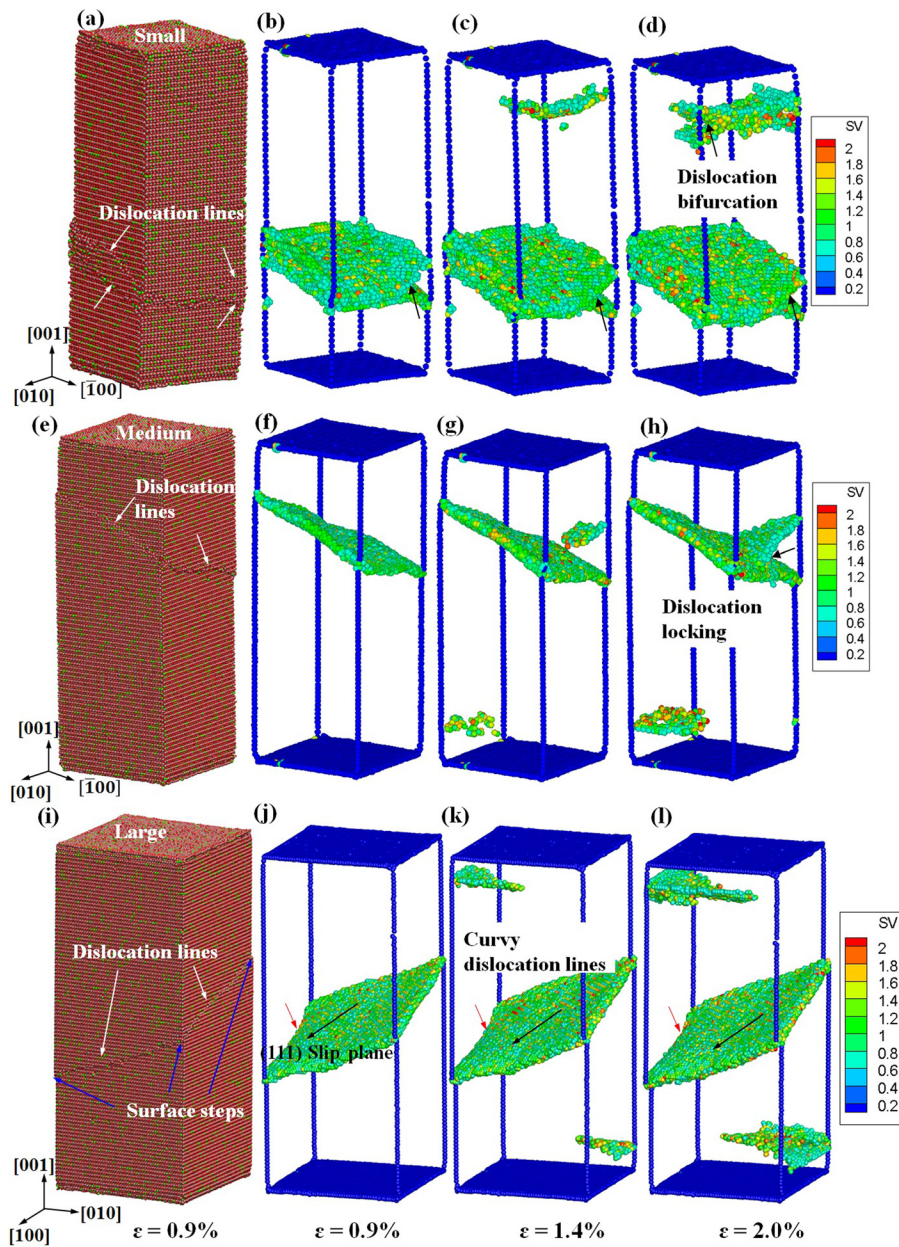 (a)
Small
(b)
(c)
(d)
Dislocation lines
Dislocation
bifurcation
SV
2
1.8
1.6
1.4
1.2
1
0.8
0.6
0.4
0.2
[001]
[0̅10]
[1̅00]
(e)
Medium
(f)
(g)
(h)
Dislocation
lines
Dislocation
locking
SV
2
1.8
1.6
1.4
1.2
1
0.8
0.6
0.4
0.2
[001]
[010]
[1̅00]
(i)
Large
(j)
(k)
(l)
Dislocation lines
Curvy
dislocation lines
(111) Slip plane
Surface steps
SV
2
1.8
1.6
1.4
1.2
1
0.8
0.6
0.4
0.2
[001]
[010]
[100]
ε = 0.9%
ε = 0.9%
ε = 1.4%
ε = 2.0%